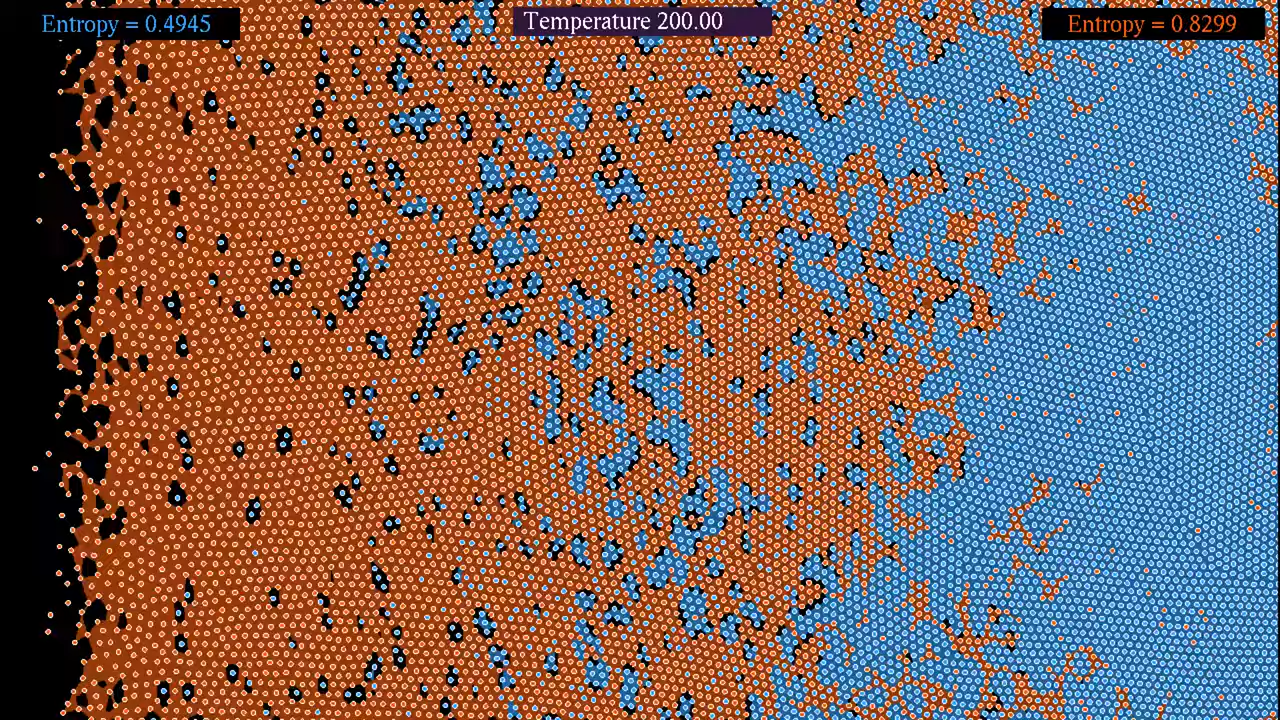 Entropy = 0.4945
Temperature 200.00
Entropy = 0.8299